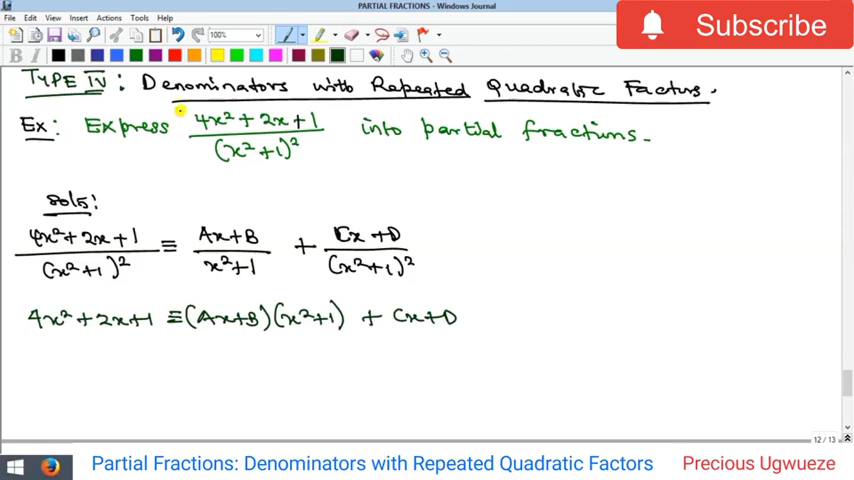 PARTIAL FRACTIONS - Windows Journal
File Edit View Insert Actions Tools Help
100%
B I
Subscribe
TYPE IV : Denominators with Repeated Quadratic Factors.
Ex: Express (4x²+2x+1)/(x²+1)² into partial fractions.
soln:
(4x²+2x+1)/(x²+1)² ≡ (Ax+B)/(x²+1) + (Cx+D)/(x²+1)²
4x²+2x+1 ≡ (Ax+B)(x²+1) + Cx+D
12 / 13
Partial Fractions: Denominators with Repeated Quadratic Factors Precious Ugwueze